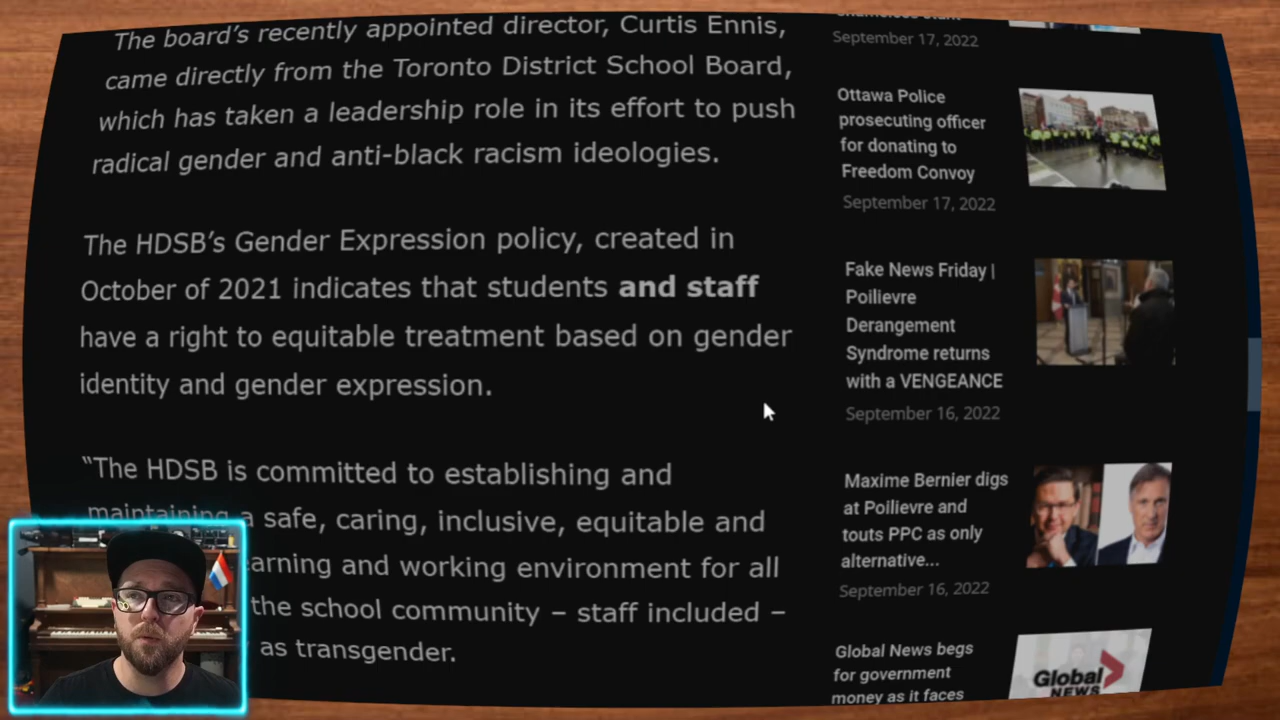 The board's recently appointed director, Curtis Ennis,
came directly from the Toronto District School Board,
which has taken a leadership role in its effort to push
radical gender and anti-black racism ideologies.
The HDSB's Gender Expression policy, created in
October of 2021 indicates that students and staff
have a right to equitable treatment based on gender
identity and gender expression.
“The HDSB is committed to establishing and
maintaining a safe, caring, inclusive, equitable and
earning and working environment for all
the school community – staff included –
as transgender.
September 17, 2022
Ottawa Police
prosecuting officer
for donating to
Freedom Convoy
September 17, 2022
Fake News Friday |
Poilievre
Derangement
Syndrome returns
with a VENGEANCE
September 16, 2022
Maxime Bernier digs
at Poilievre and
touts PPC as only
alternative...
September 16, 2022
Global News begs
for government
money as it faces
Global
NEWS